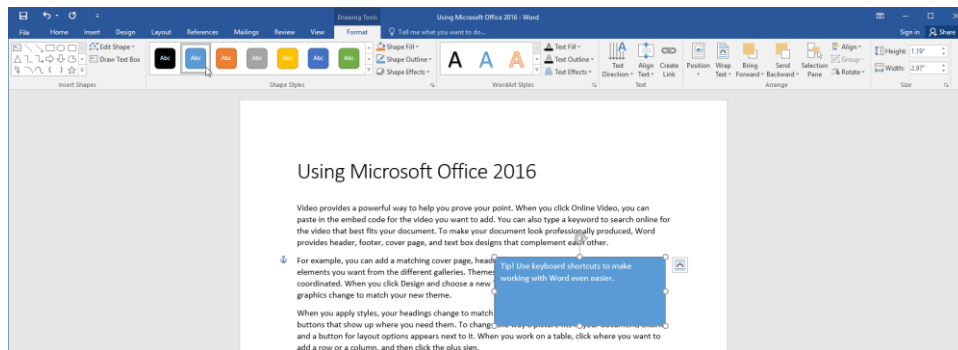 Drawing Tools
Using Microsoft Office 2016 - Word
File Home Insert Design Layout References Mailings Review View Format Tell me what you want to do... Sign in Share
Edit Shape
Draw Text Box
Insert Shapes
Abc Abc Abc Abc Abc Abc Abc
Shape Fill
Shape Outline
Shape Effects
Shape Styles
A A A
Text Fill
Text Outline
Text Effects
WordArt Styles
Text Direction
Align Text
Create Link
Text
Position
Wrap Text
Bring Forward
Send Backward
Selection Pane
Align
Group
Rotate
Arrange
Height: 1.19"
Width: 2.97"
Size
Using Microsoft Office 2016
Video provides a powerful way to help you prove your point. When you click Online Video, you can
paste in the embed code for the video you want to add. You can also type a keyword to search online for
the video that best fits your document. To make your document look professionally produced, Word
provides header, footer, cover page, and text box designs that complement each other.
For example, you can add a matching cover page, heade
elements you want from the different galleries. Themes
coordinated. When you click Design and choose a new
graphics change to match your new theme.
Tip! Use keyboard shortcuts to make
working with Word even easier.
When you apply styles, your headings change to match
buttons that show up where you need them. To change the way a picture fits in your document, click it
and a button for layout options appears next to it. When you work on a table, click where you want to
add a row or a column, and then click the plus sign.